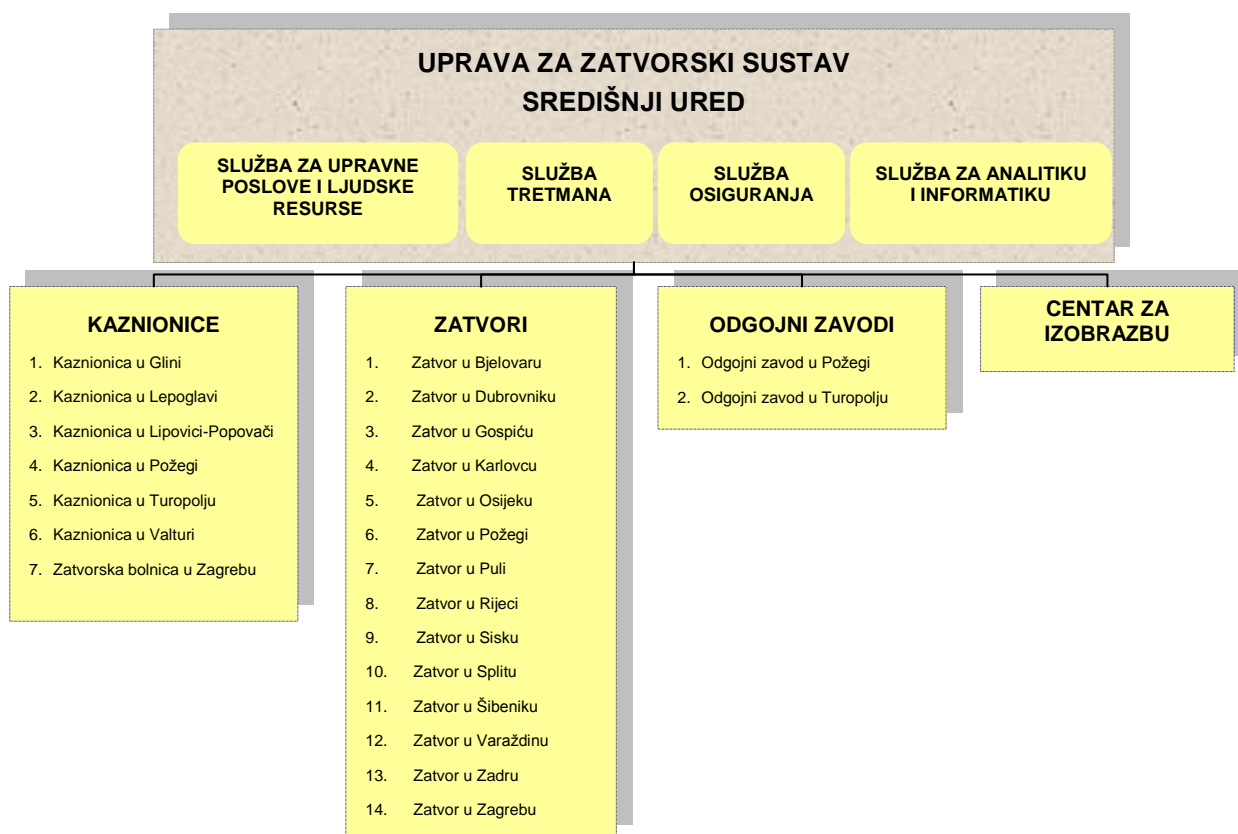 UPRAVA ZA ZATVORSKI SUSTAV
SREDIŠNJI URED
SLUŽBA ZA UPRAVNE
POSLOVE I LJUDSKE
RESURSE
SLUŽBA
TRETMANA
SLUŽBA
OSIGURANJA
SLUŽBA ZA ANALITIKU
I INFORMATIKU
KAZNIONICE
1. Kaznionica u Glini
2. Kaznionica u Lepoglavi
3. Kaznionica u Lipovici-Popovači
4. Kaznionica u Požegi
5. Kaznionica u Turopolju
6. Kaznionica u Valturi
7. Zatvorska bolnica u Zagrebu
ZATVORI
1. Zatvor u Bjelovaru
2. Zatvor u Dubrovniku
3. Zatvor u Gospiću
4. Zatvor u Karlovcu
5. Zatvor u Osijeku
6. Zatvor u Požegi
7. Zatvor u Puli
8. Zatvor u Rijeci
9. Zatvor u Sisku
10. Zatvor u Splitu
11. Zatvor u Šibeniku
12. Zatvor u Varaždinu
13. Zatvor u Zadru
14. Zatvor u Zagrebu
ODGOJNI ZAVODI
1. Odgojni zavod u Požegi
2. Odgojni zavod u Turopolju
CENTAR ZA
IZOBRAZBU